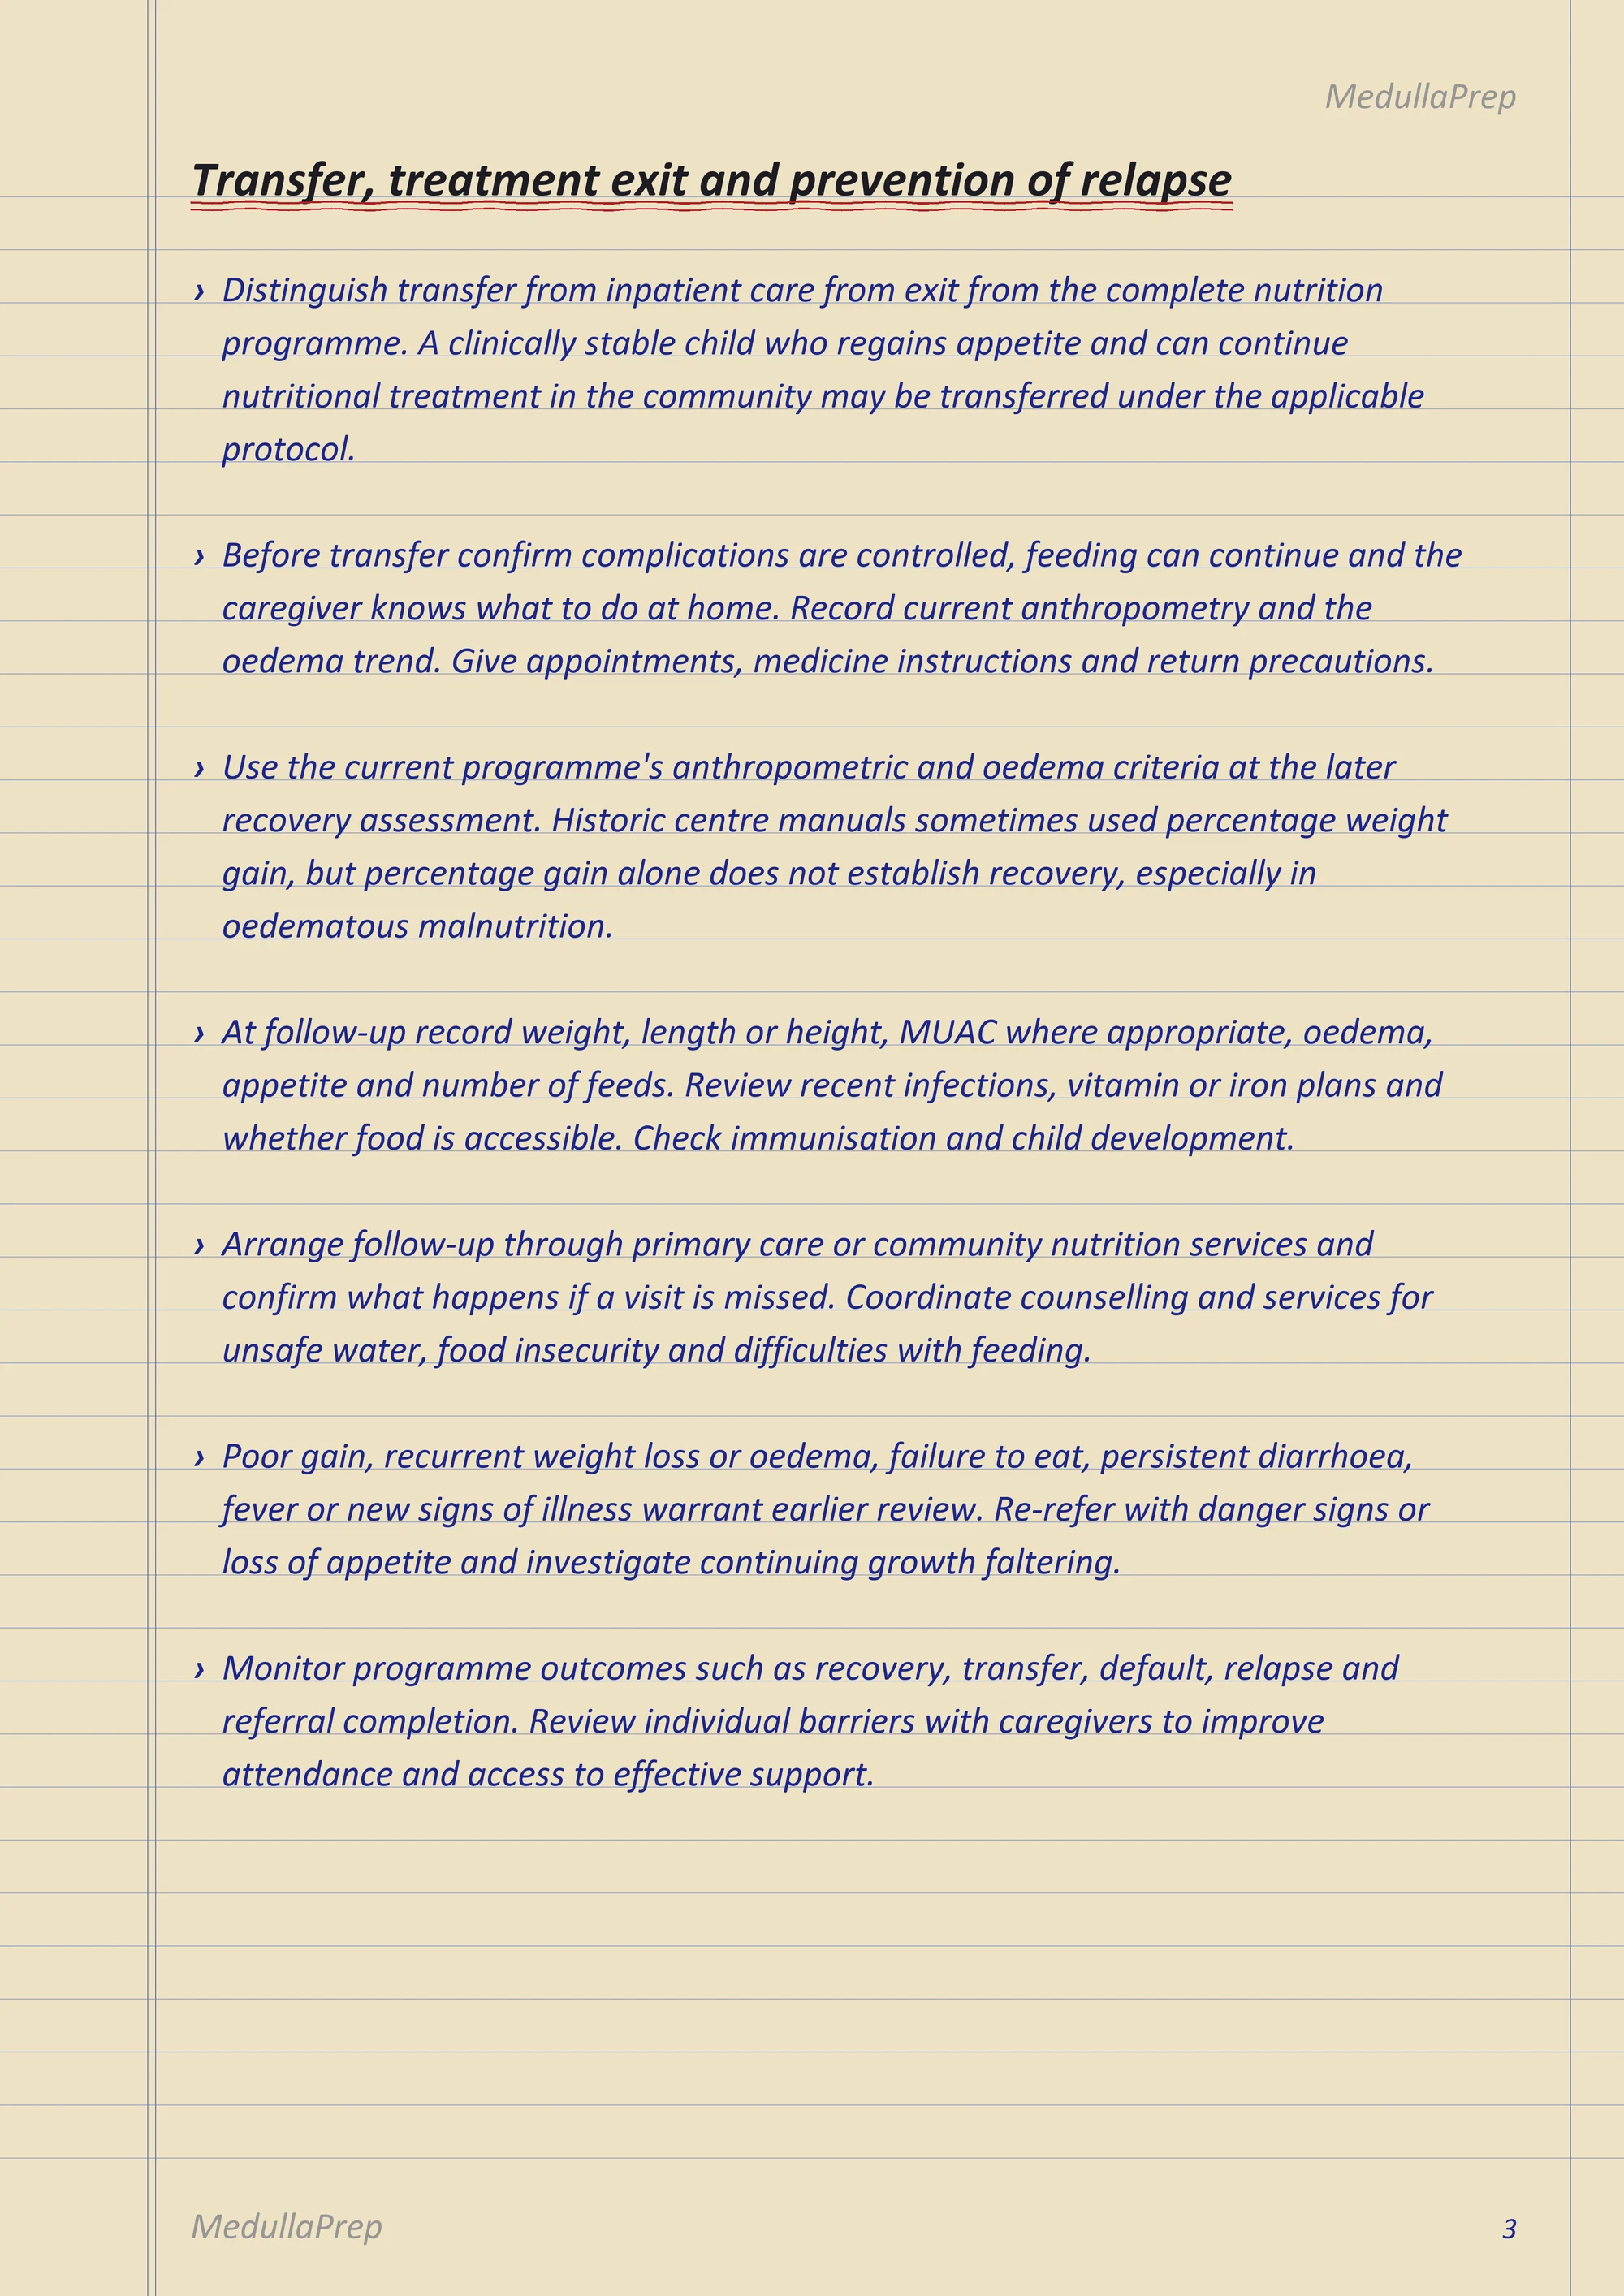 MedullaPrep
Transfer, treatment exit and prevention of relapse
› Distinguish transfer from inpatient care from exit from the complete nutrition
programme. A clinically stable child who regains appetite and can continue
nutritional treatment in the community may be transferred under the applicable
protocol.
› Before transfer confirm complications are controlled, feeding can continue and the
caregiver knows what to do at home. Record current anthropometry and the
oedema trend. Give appointments, medicine instructions and return precautions.
› Use the current programme's anthropometric and oedema criteria at the later
recovery assessment. Historic centre manuals sometimes used percentage weight
gain, but percentage gain alone does not establish recovery, especially in
oedematous malnutrition.
› At follow-up record weight, length or height, MUAC where appropriate, oedema,
appetite and number of feeds. Review recent infections, vitamin or iron plans and
whether food is accessible. Check immunisation and child development.
› Arrange follow-up through primary care or community nutrition services and
confirm what happens if a visit is missed. Coordinate counselling and services for
unsafe water, food insecurity and difficulties with feeding.
› Poor gain, recurrent weight loss or oedema, failure to eat, persistent diarrhoea,
fever or new signs of illness warrant earlier review. Re-refer with danger signs or
loss of appetite and investigate continuing growth faltering.
› Monitor programme outcomes such as recovery, transfer, default, relapse and
referral completion. Review individual barriers with caregivers to improve
attendance and access to effective support.
MedullaPrep
3